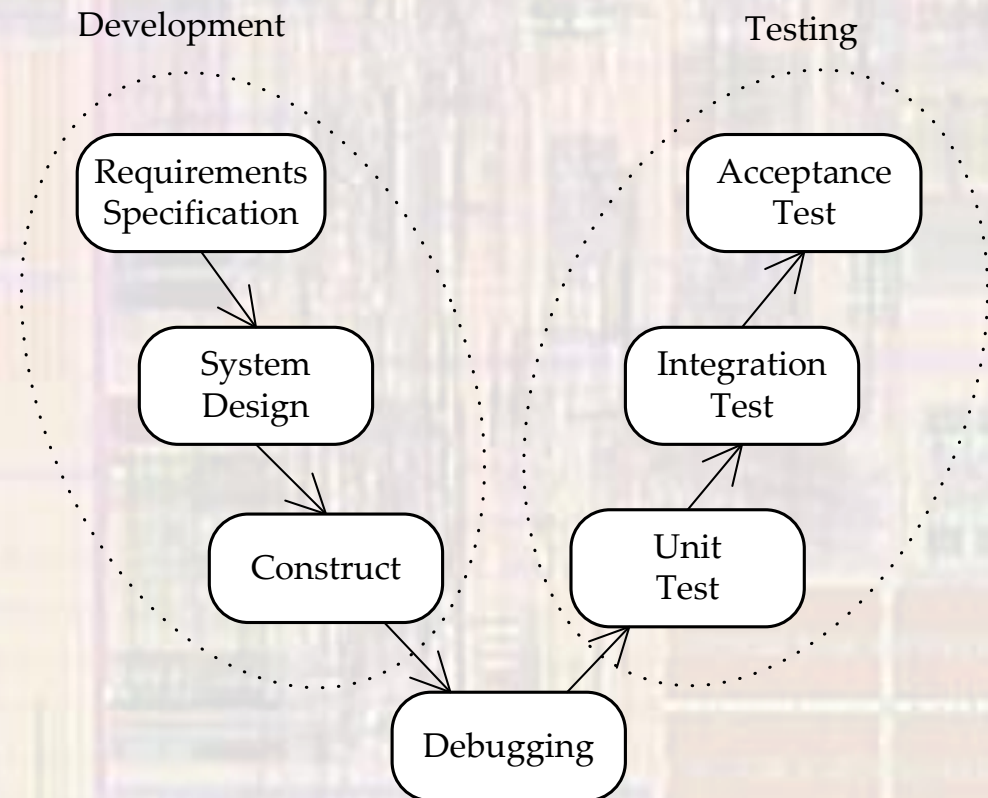 Development
Testing
Requirements
Specification
Acceptance
Test
System
Design
Integration
Test
Construct
Unit
Test
Debugging